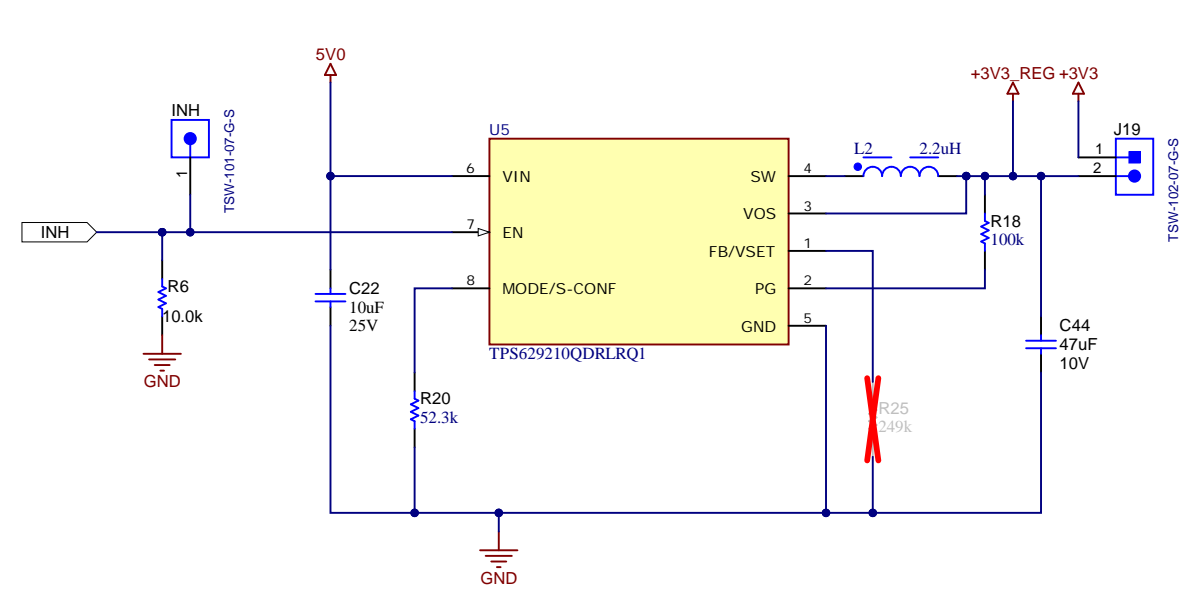 5V0
+3V3_REG
+3V3
INH
TSW-101-07-G-S
1
INH
R6
10.0k
GND
U5
6
VIN
7
EN
8
MODE/S-CONF
SW
4
VOS
3
FB/VSET
1
PG
2
GND
5
TPS629210QDRLRQ1
C22
10uF
25V
R20
52.3k
L2
2.2uH
R18
100k
R25
249k
C44
47uF
10V
J19
1
2
TSW-102-07-G-S
GND